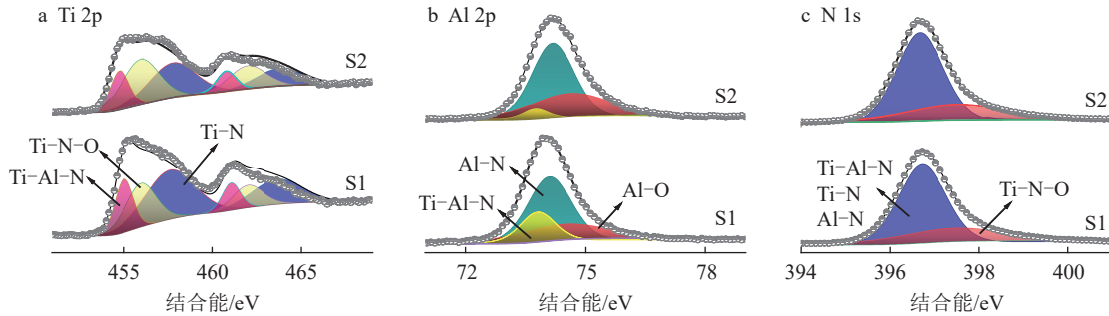 a Ti 2p
S2
Ti-N-O
Ti-N
Ti-Al-N
S1
455 460 465
结合能/eV
b Al 2p
S2
Al-N
Ti-Al-N
Al-O
S1
72 75 78
结合能/eV
c N 1s
S2
Ti-Al-N
Ti-N
Al-N
Ti-N-O
S1
394 396 398 400
结合能/eV